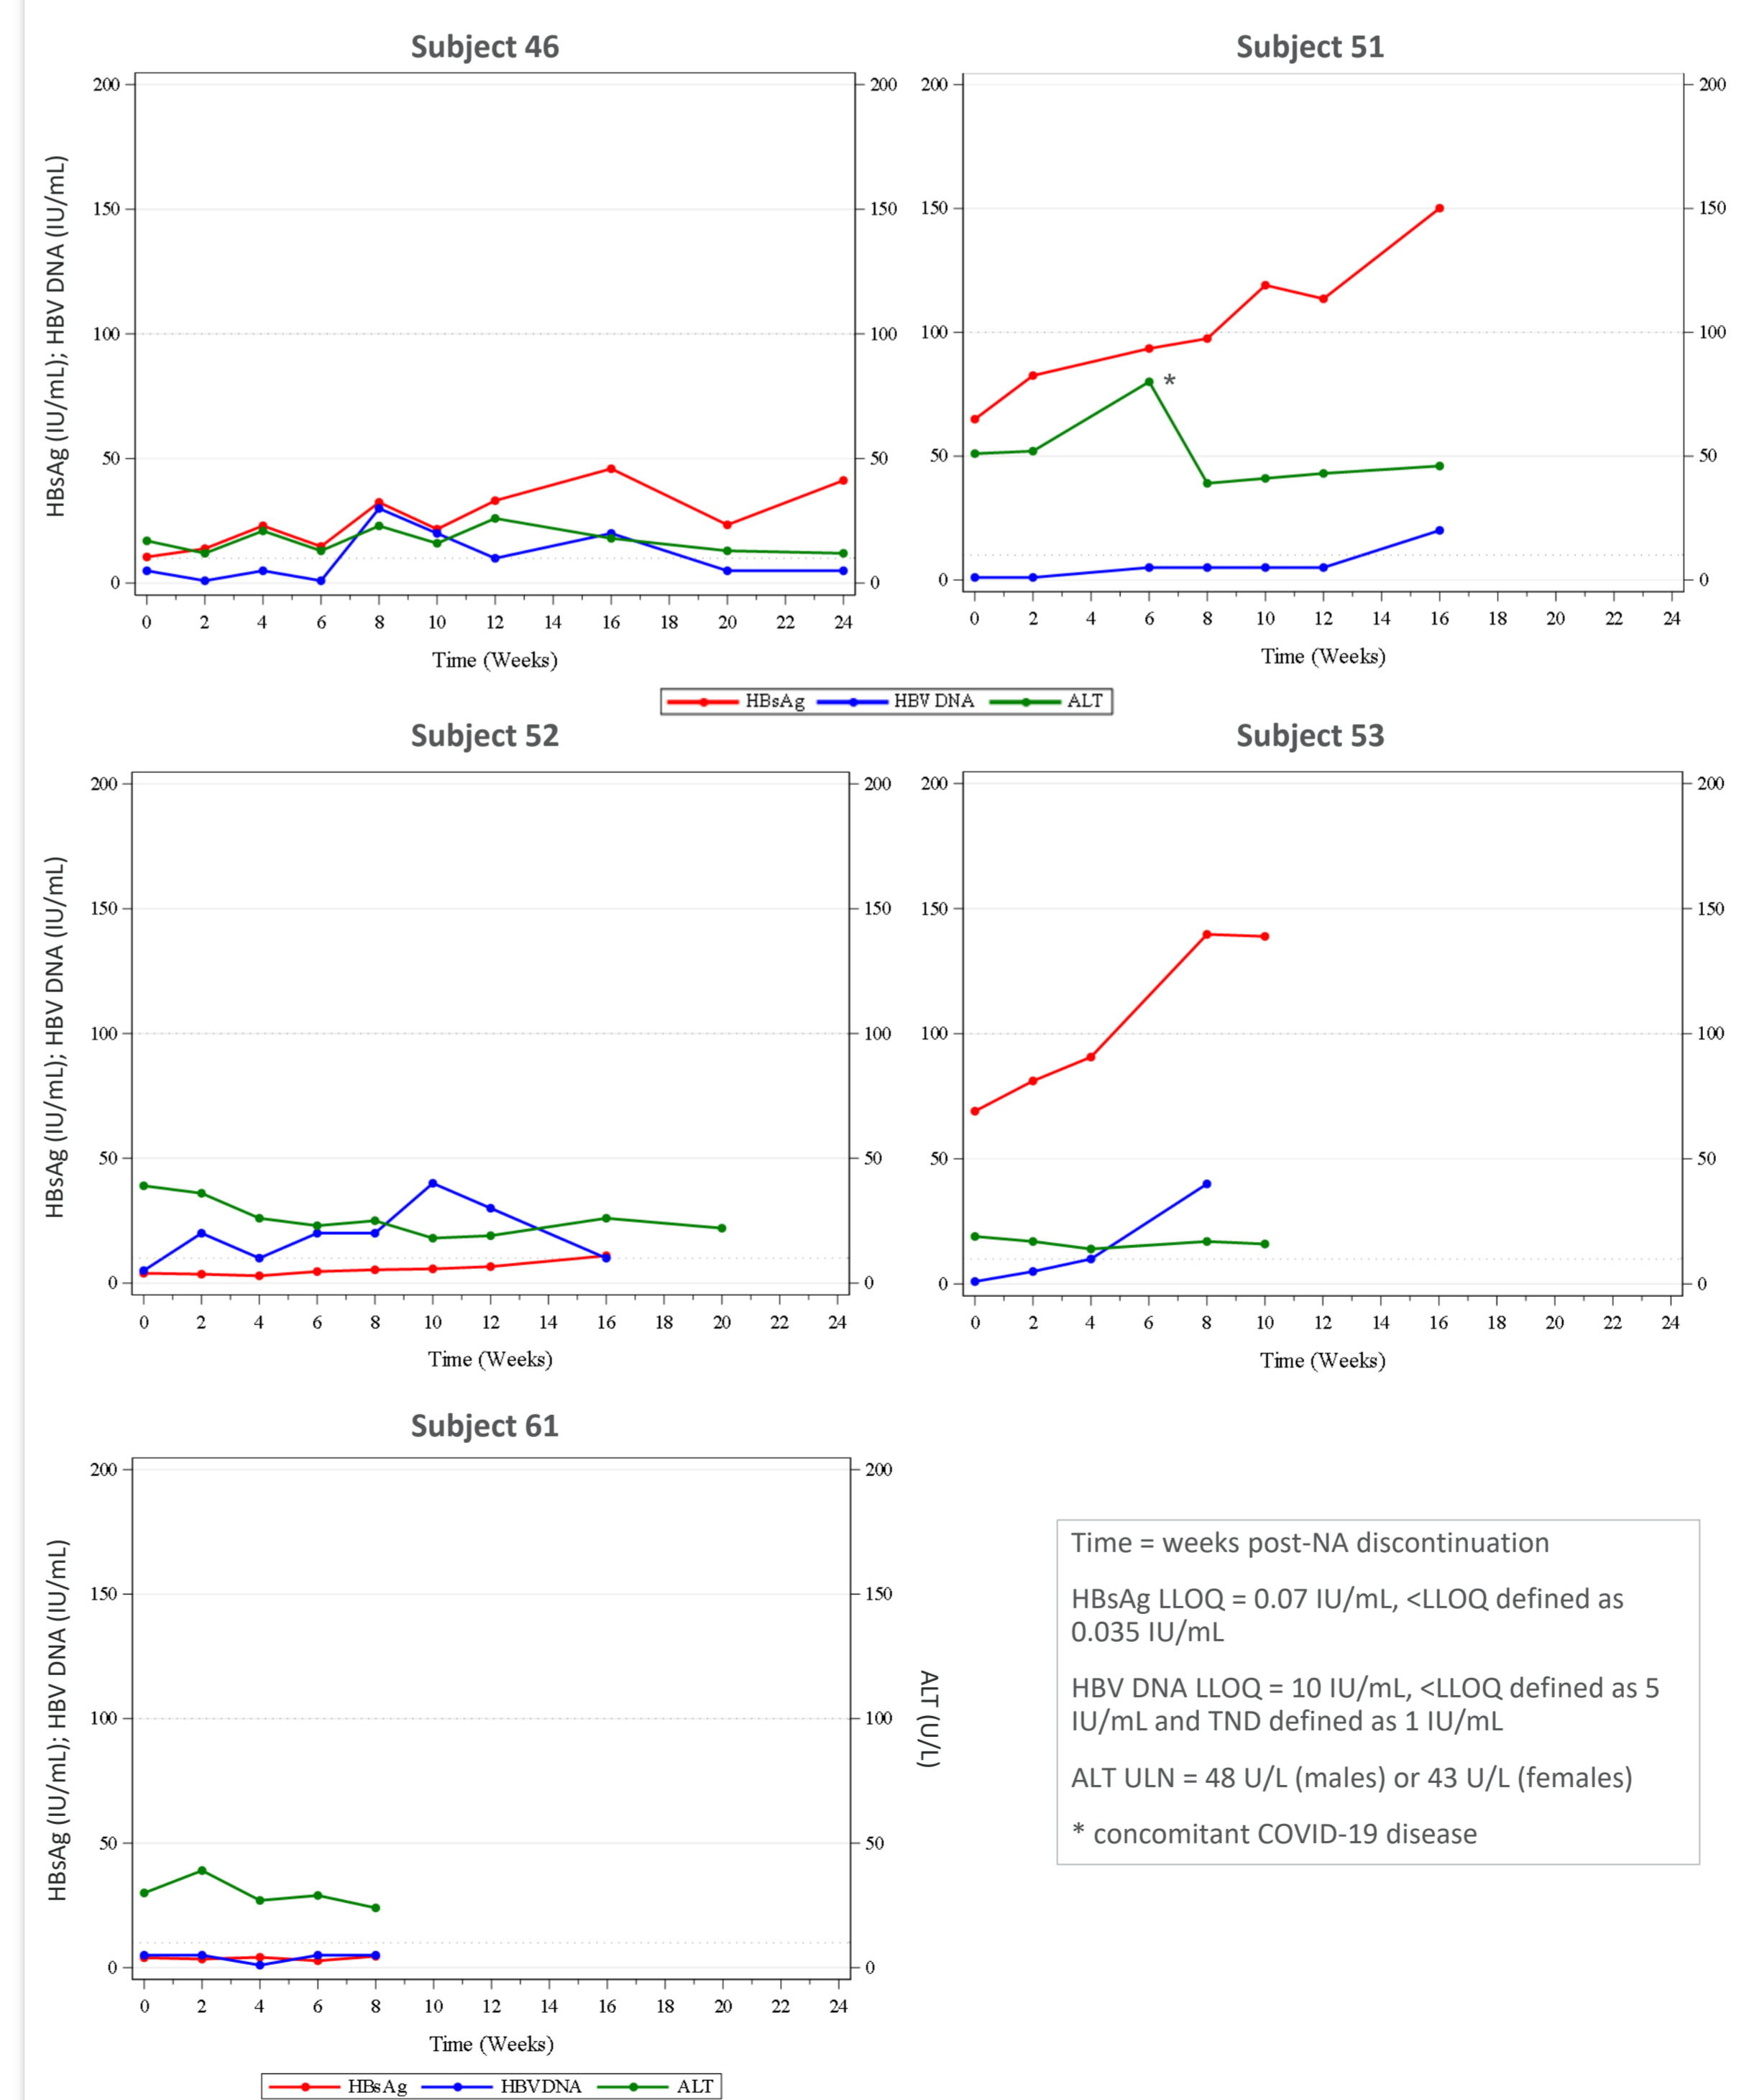 Subject 46
Subject 51
HBsAg (IU/mL); HBV DNA (IU/mL)
200
150
100
50
0
200
150
100
50
0
0 2 4 6 8 10 12 14 16 18 20 22 24
Time (Weeks)
200
150
100
50
0
*
200
150
100
50
0
0 2 4 6 8 10 12 14 16 18 20 22 24
Time (Weeks)
HBsAg HBV DNA ALT
Subject 52
Subject 53
HBsAg (IU/mL); HBV DNA (IU/mL)
200
150
100
50
0
200
150
100
50
0
0 2 4 6 8 10 12 14 16 18 20 22 24
Time (Weeks)
200
150
100
50
0
200
150
100
50
0
0 2 4 6 8 10 12 14 16 18 20 22 24
Time (Weeks)
Subject 61
HBsAg (IU/mL); HBV DNA (IU/mL)
200
150
100
50
0
200
150
100
50
0
ALT (U/L)
0 2 4 6 8 10 12 14 16 18 20 22 24
Time (Weeks)
HBsAg HBVDNA ALT
Time = weeks post-NA discontinuation
HBsAg LLOQ = 0.07 IU/mL, <LLOQ defined as
0.035 IU/mL
HBV DNA LLOQ = 10 IU/mL, <LLOQ defined as 5
IU/mL and TND defined as 1 IU/mL
ALT ULN = 48 U/L (males) or 43 U/L (females)
* concomitant COVID-19 disease